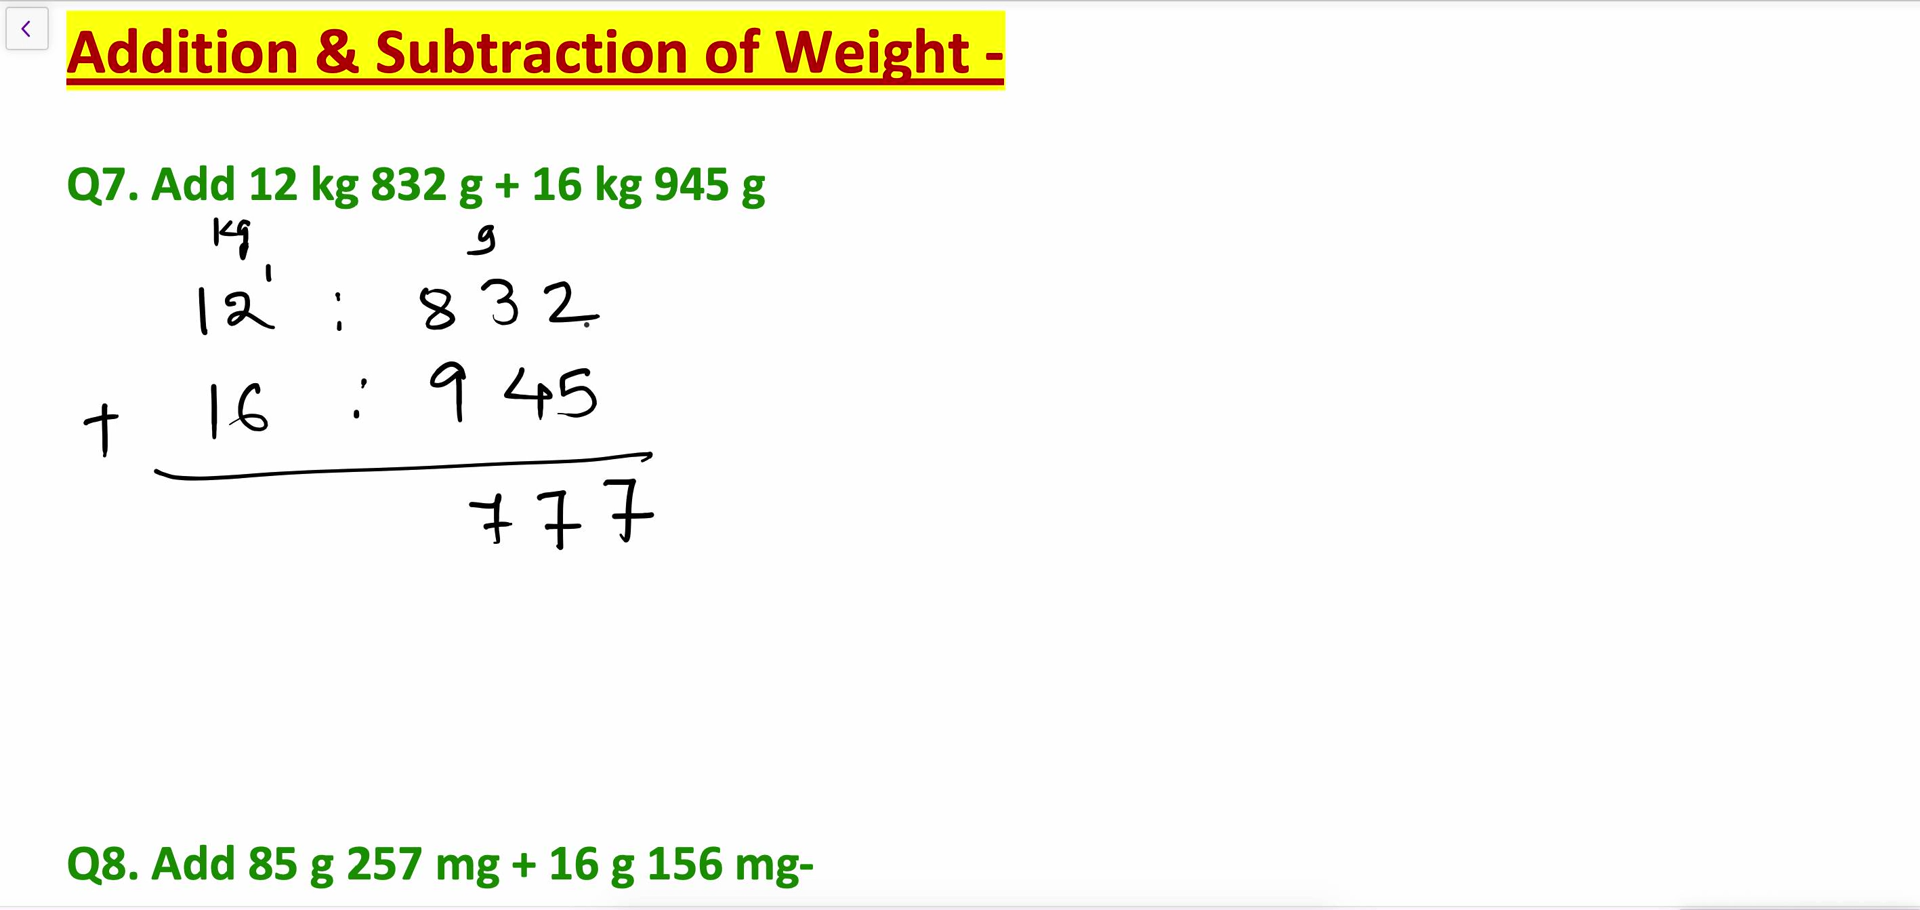 Addition & Subtraction of Weight -
Q7. Add 12 kg 832 g + 16 kg 945 g
kg g
1
12 : 832
+ 16 : 945
777
Q8. Add 85 g 257 mg + 16 g 156 mg-